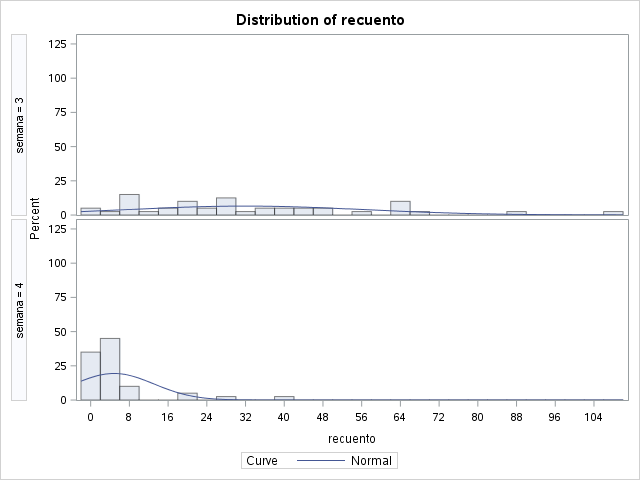 Distribution of recuento
semana = 3
125
100
75
50
25
0
Percent
semana = 4
125
100
75
50
25
0
0 8 16 24 32 40 48 56 64 72 80 88 96 104
recuento
Curve Normal